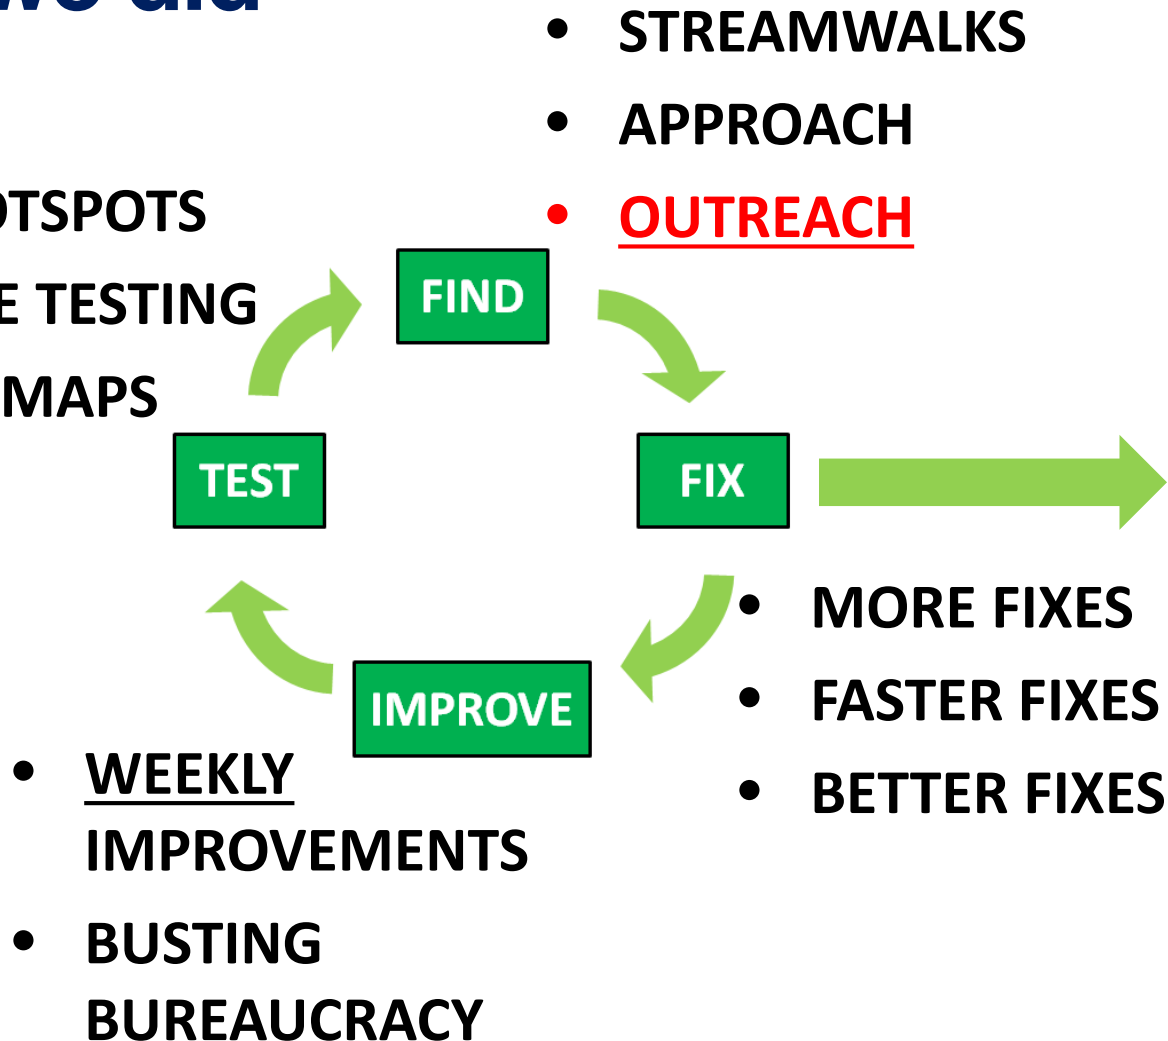 did
• STREAMWALKS
• APPROACH
• OUTREACH
TESTING
MAPS
FIND
TEST
FIX
IMPROVE
• MORE FIXES
• FASTER FIXES
• BETTER FIXES
• WEEKLY
IMPROVEMENTS
• BUSTING
BUREAUCRACY